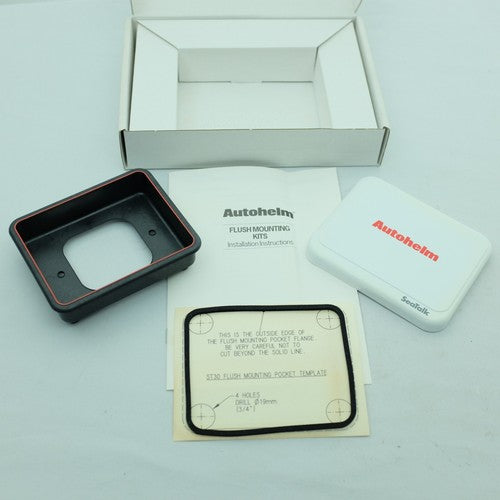 Autohelm
FLUSH MOUNTING
KITS
Installation Instructions
Autohelm
SeaTalk
THIS IS THE OUTSIDE EDGE OF
THE FLUSH MOUNTING POCKET FLANGE.
BE VERY CAREFUL NOT TO
CUT BEYOND THE SOLID LINE.
ST30 FLUSH MOUNTING POCKET TEMPLATE
4 HOLES
DRILL Ø19mm
(3/4")